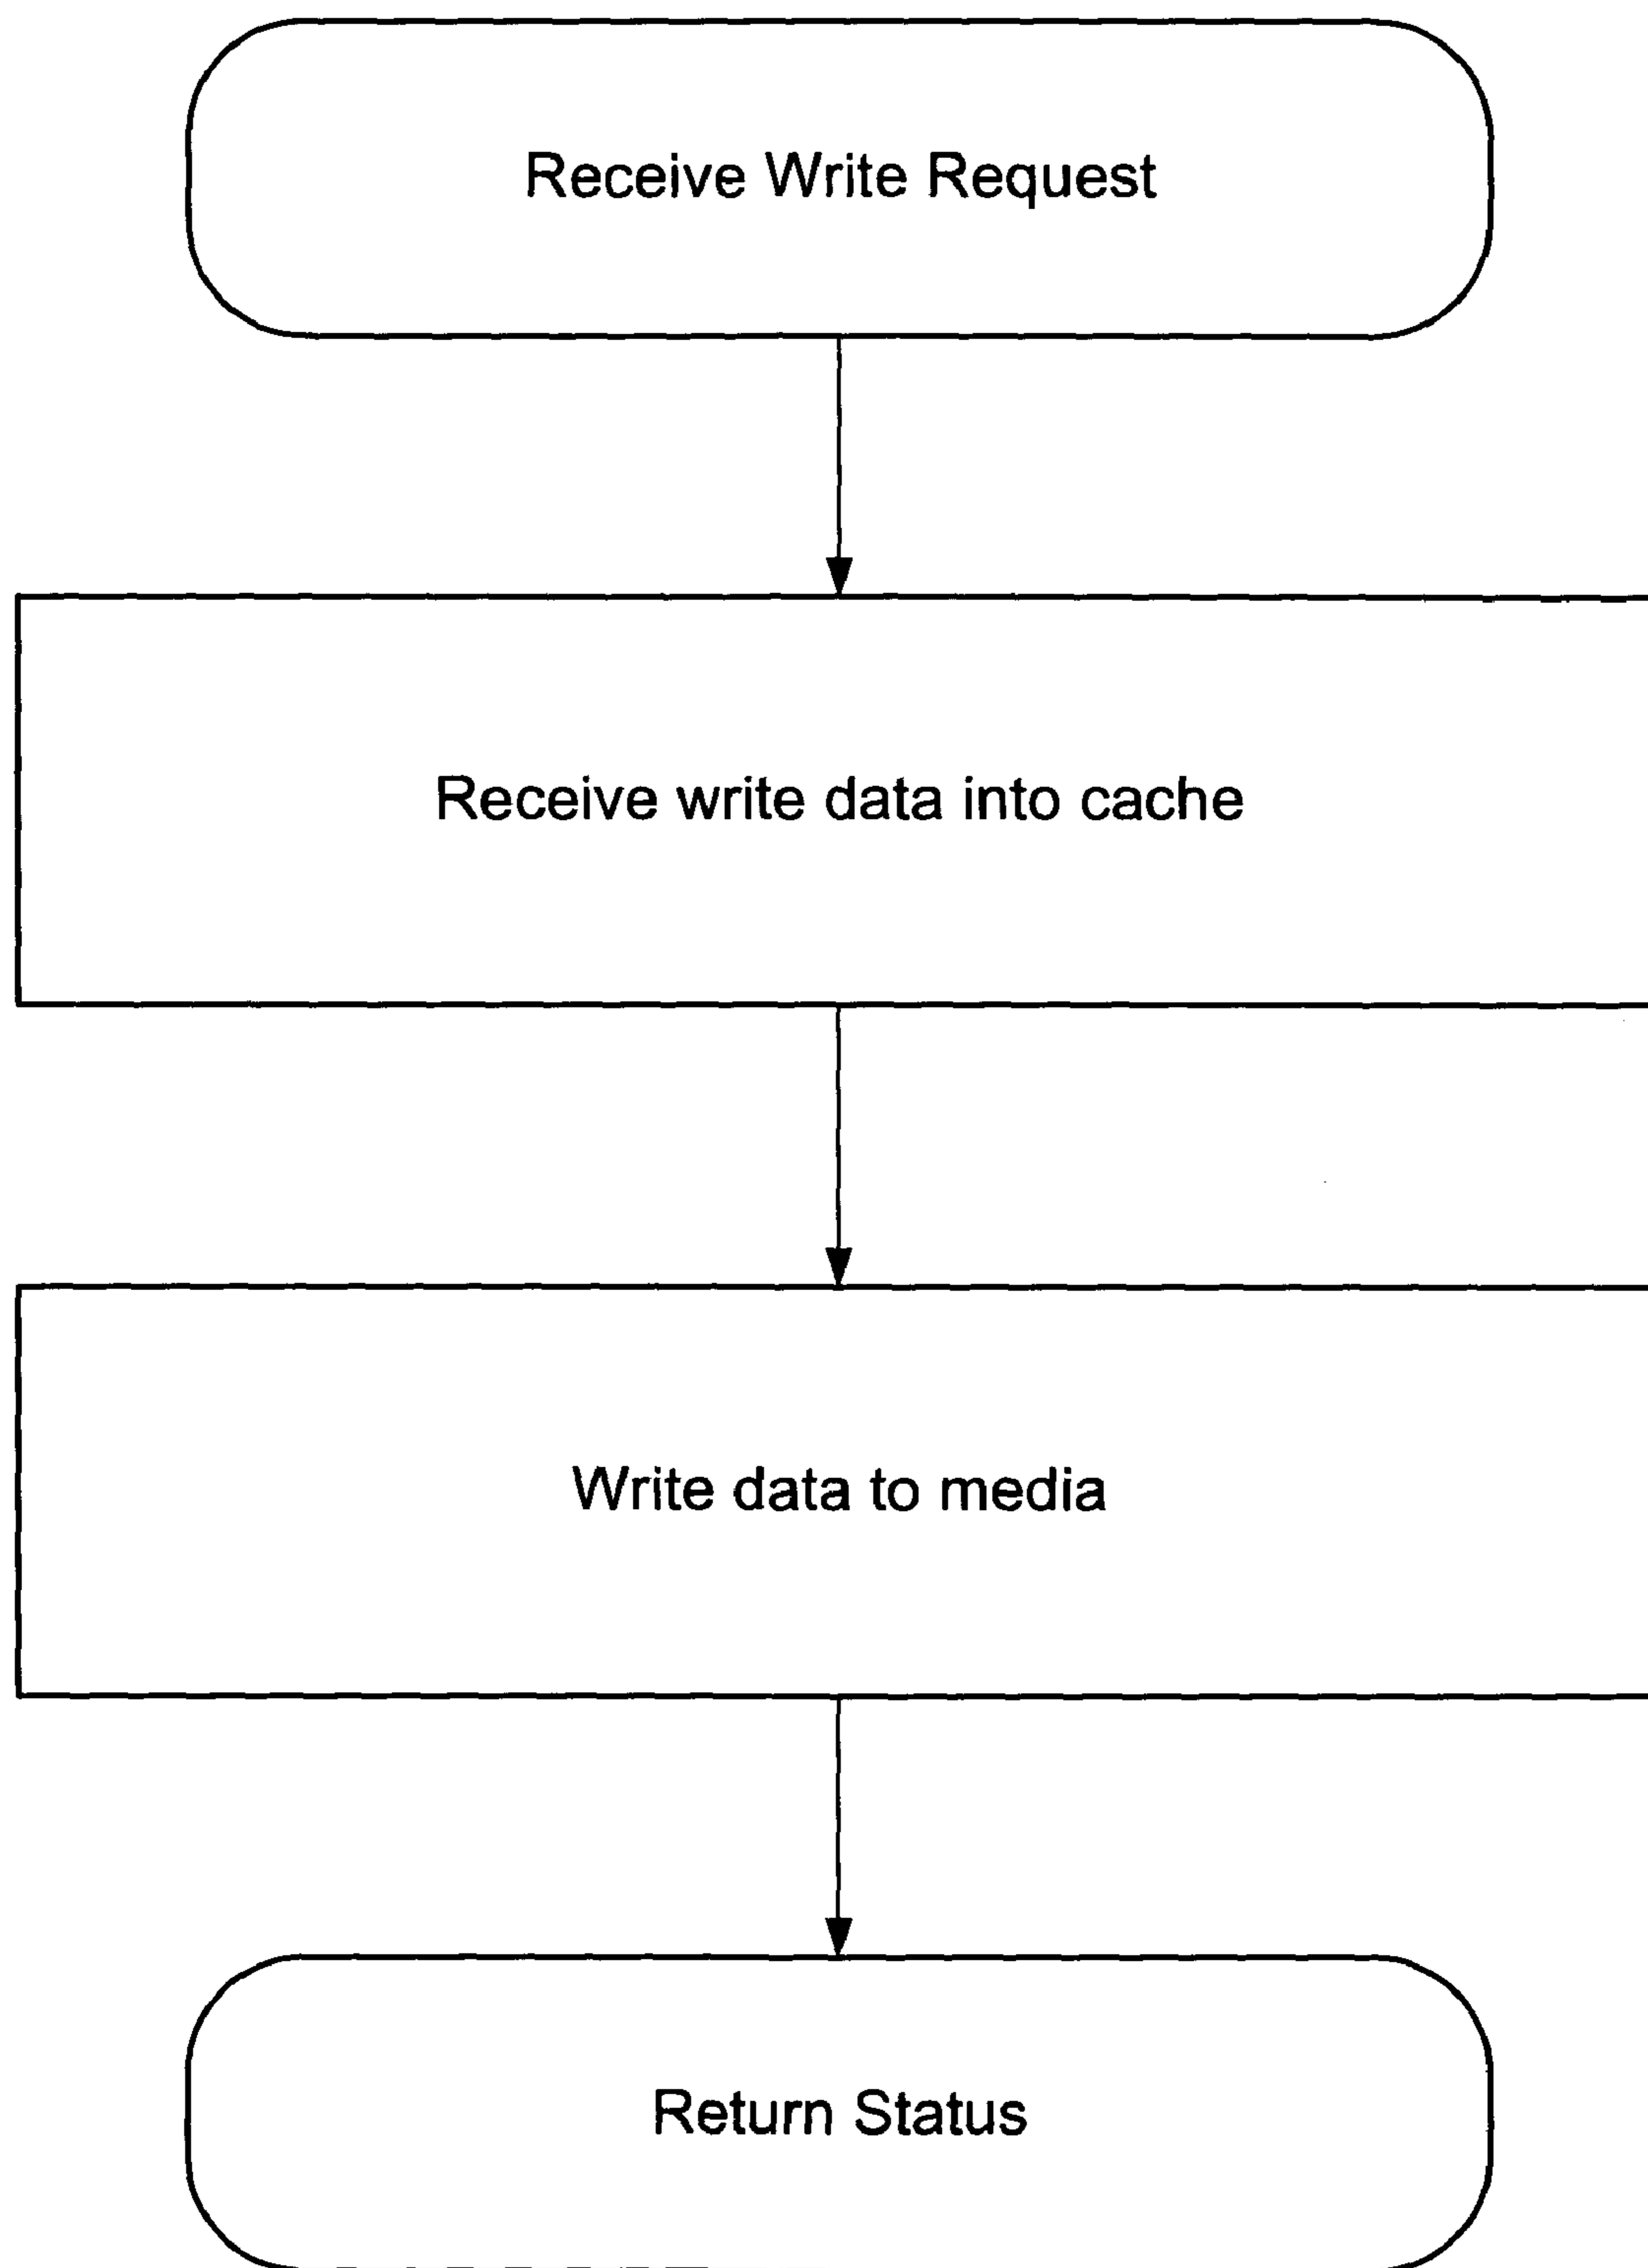 Receive Write Request
Receive write data into cache
Write data to media
Return Status